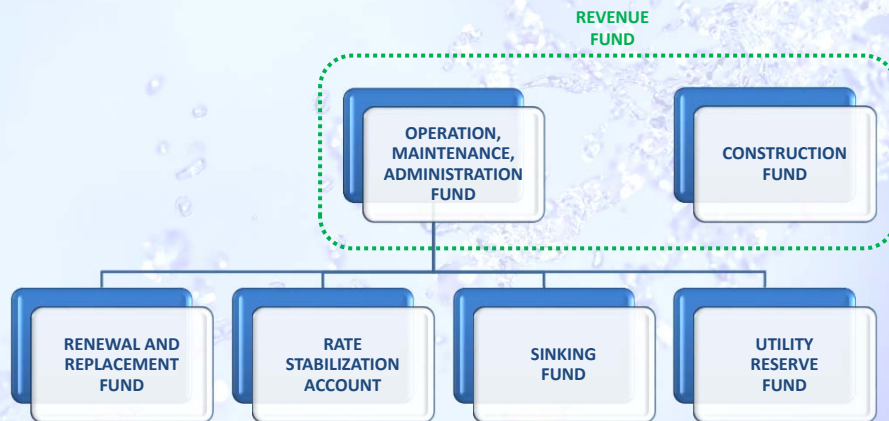 REVENUE
FUND
OPERATION,
MAINTENANCE,
ADMINISTRATION
FUND
CONSTRUCTION
FUND
RENEWAL AND
REPLACEMENT
FUND
RATE
STABILIZATION
ACCOUNT
SINKING
FUND
UTILITY
RESERVE
FUND